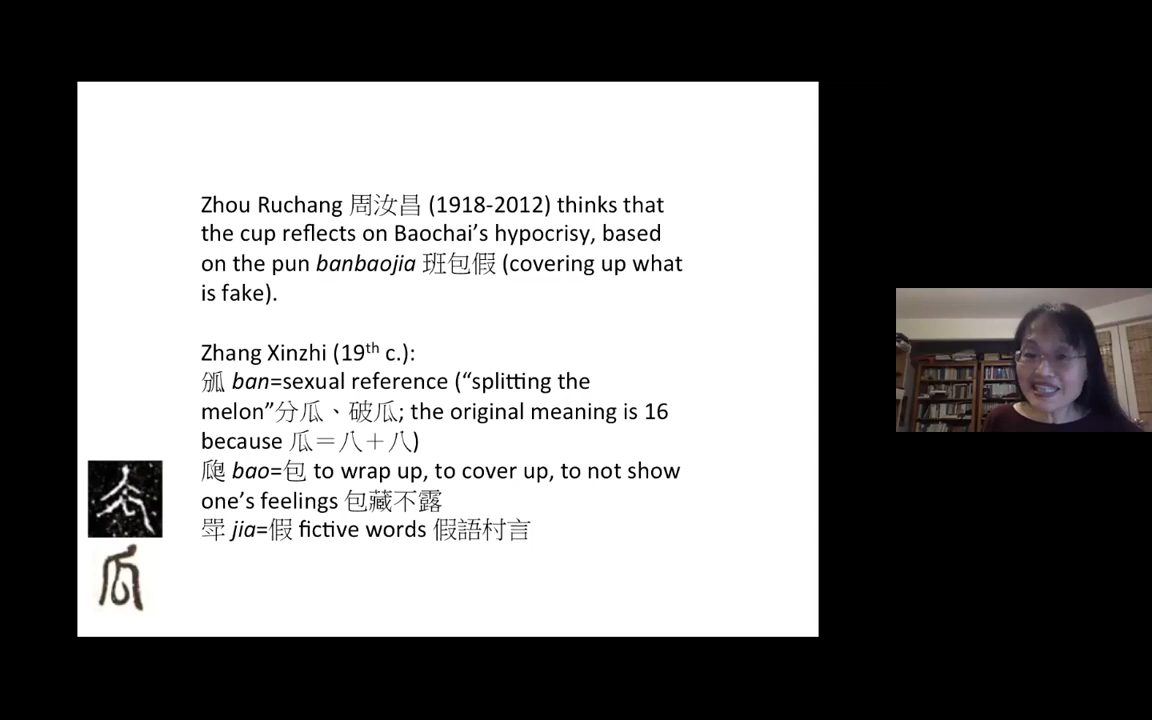 Zhou Ruchang 周汝昌 (1918-2012) thinks that
the cup reflects on Baochai’s hypocrisy, based
on the pun banbaojia 班包假 (covering up what
is fake).
Zhang Xinzhi (19th c.):
㼎 ban=sexual reference (“splitting the
melon”分瓜、破瓜; the original meaning is 16
because 瓜＝八＋八)
瓟 bao=包 to wrap up, to cover up, to not show
one’s feelings 包藏不露
斝 jia=假 fictive words 假語村言
瓜